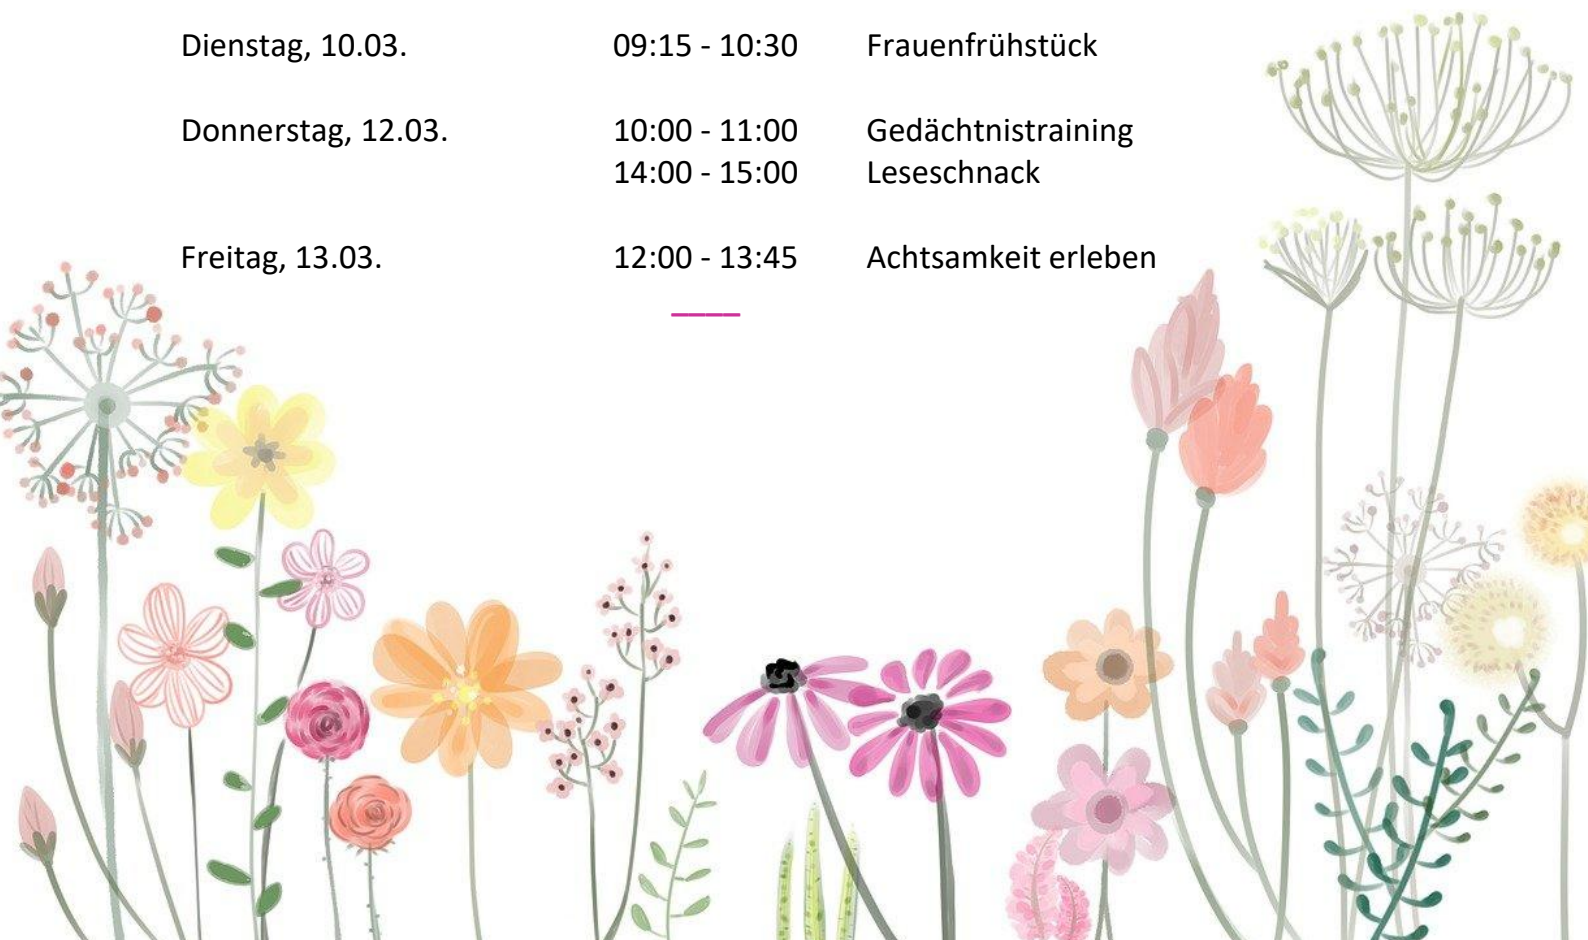 Dienstag, 10.03. 09:15 - 10:30 Frauenfrühstück
Donnerstag, 12.03. 10:00 - 11:00 Gedächtnistraining
14:00 - 15:00 Leseschnack
Freitag, 13.03. 12:00 - 13:45 Achtsamkeit erleben